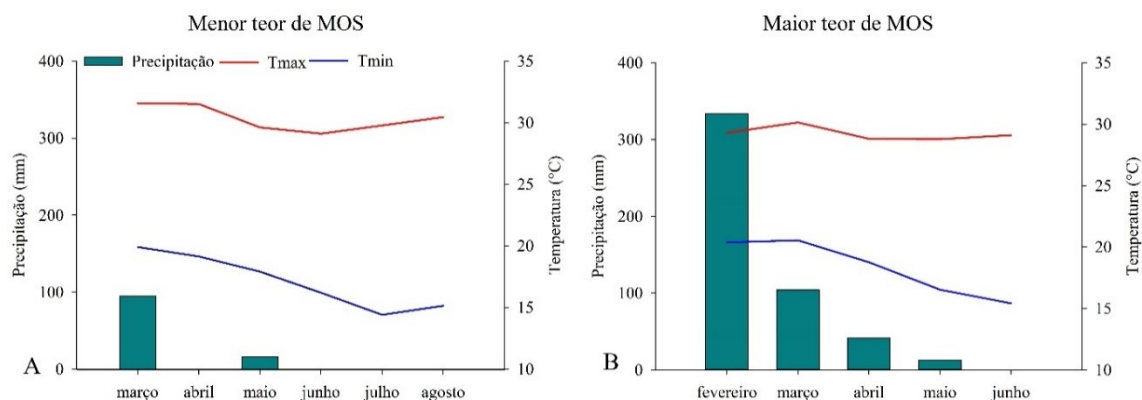 Menor teor de MOS
Precipitação Tmax Tmin
400
300
200
100
0
Precipitação (mm)
35
30
25
20
15
10
Temperatura (°C)
A
março abril maio junho julho agosto
Maior teor de MOS
400
300
200
100
0
Precipitação (mm)
35
30
25
20
15
10
Temperatura (°C)
B
fevereiro março abril maio junho